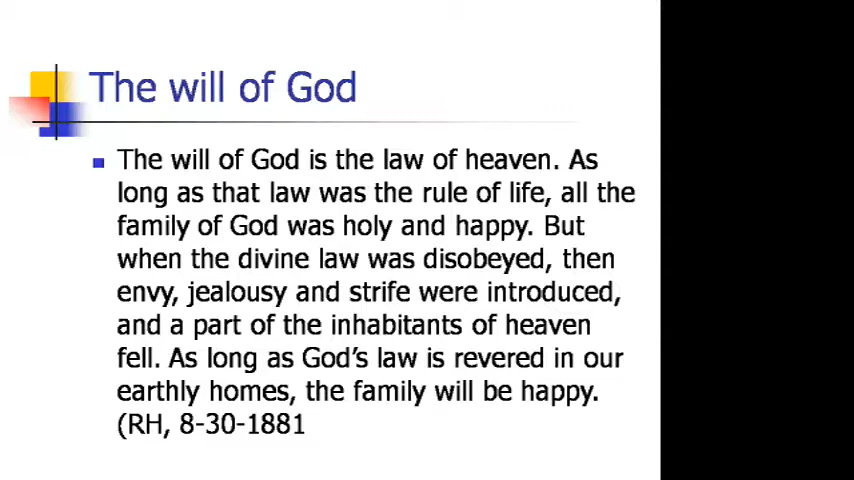 The will of God
The will of God is the law of heaven. As
long as that law was the rule of life, all the
family of God was holy and happy. But
when the divine law was disobeyed, then
envy, jealousy and strife were introduced,
and a part of the inhabitants of heaven
fell. As long as God’s law is revered in our
earthly homes, the family will be happy.
(RH, 8-30-1881